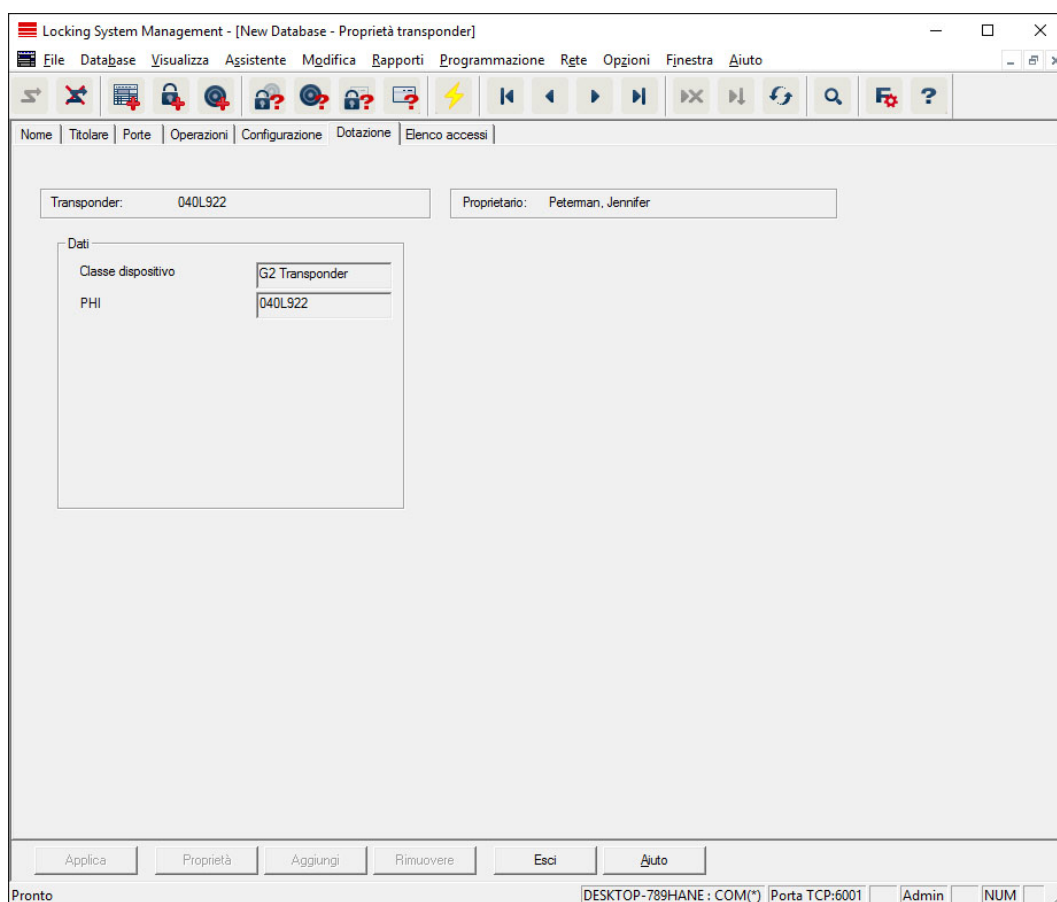 Locking System Management - [New Database - Proprietà transponder]
File Database Visualizza Assistente Modifica Rapporti Programmazione Rete Opzioni Finestra Aiuto
Nome Titolare Porte Operazioni Configurazione Dotazione Elenco accessi
Transponder: 040L922 Proprietario: Peterman, Jennifer
Dati
Classe dispositivo G2 Transponder
PHI 040L922
Applica Proprietà Aggiungi Rimuovere Esci Aiuto
Pronto DESKTOP-789HANE : COM(*) Porta TCP:6001 Admin NUM